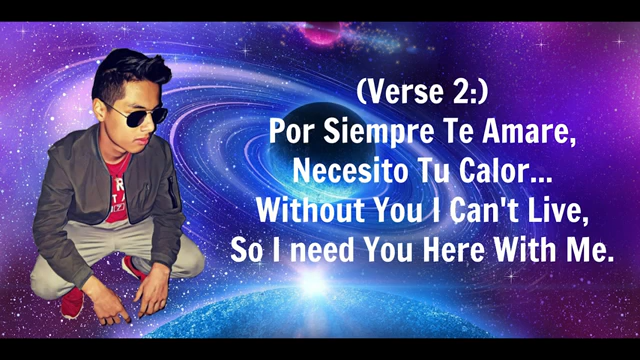 (Verse 2:)
Por Siempre Te Amare,
Necesito Tu Calor...
Without You I Can't Live,
So I need You Here With Me.